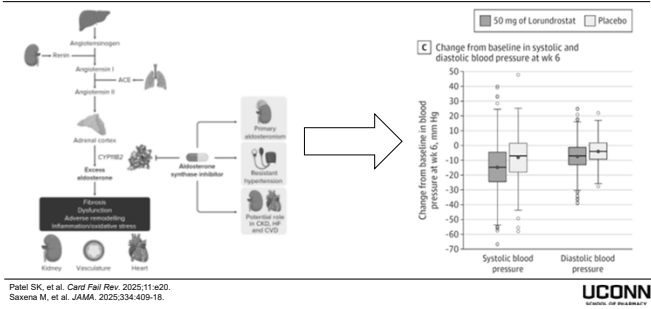 Angiotensinogen
Renin
Angiotensin I
ACE
Angiotensin II
Adrenal cortex
CYP11B2
Excess
aldosterone
Aldosterone
synthase inhibitor
Fibrosis
Dysfunction
Adverse remodelling
Inflammation/oxidative stress
Kidney
Vasculature
Heart
Primary
aldosteronism
Resistant
hypertension
Potential role
in CKD, HF
and CVD
50 mg of Lorundrostat
Placebo
C Change from baseline in systolic and
diastolic blood pressure at wk 6
Change from baseline in blood
pressure at wk 6, mm Hg
50
40
30
20
10
0
-10
-20
-30
-40
-50
-60
-70
Systolic blood
pressure
Diastolic blood
pressure
Patel SK, et al. Card Fail Rev. 2025;11:e20.
Saxena M, et al. JAMA. 2025;334:409-18.
UCONN
SCHOOL OF PHARMACY